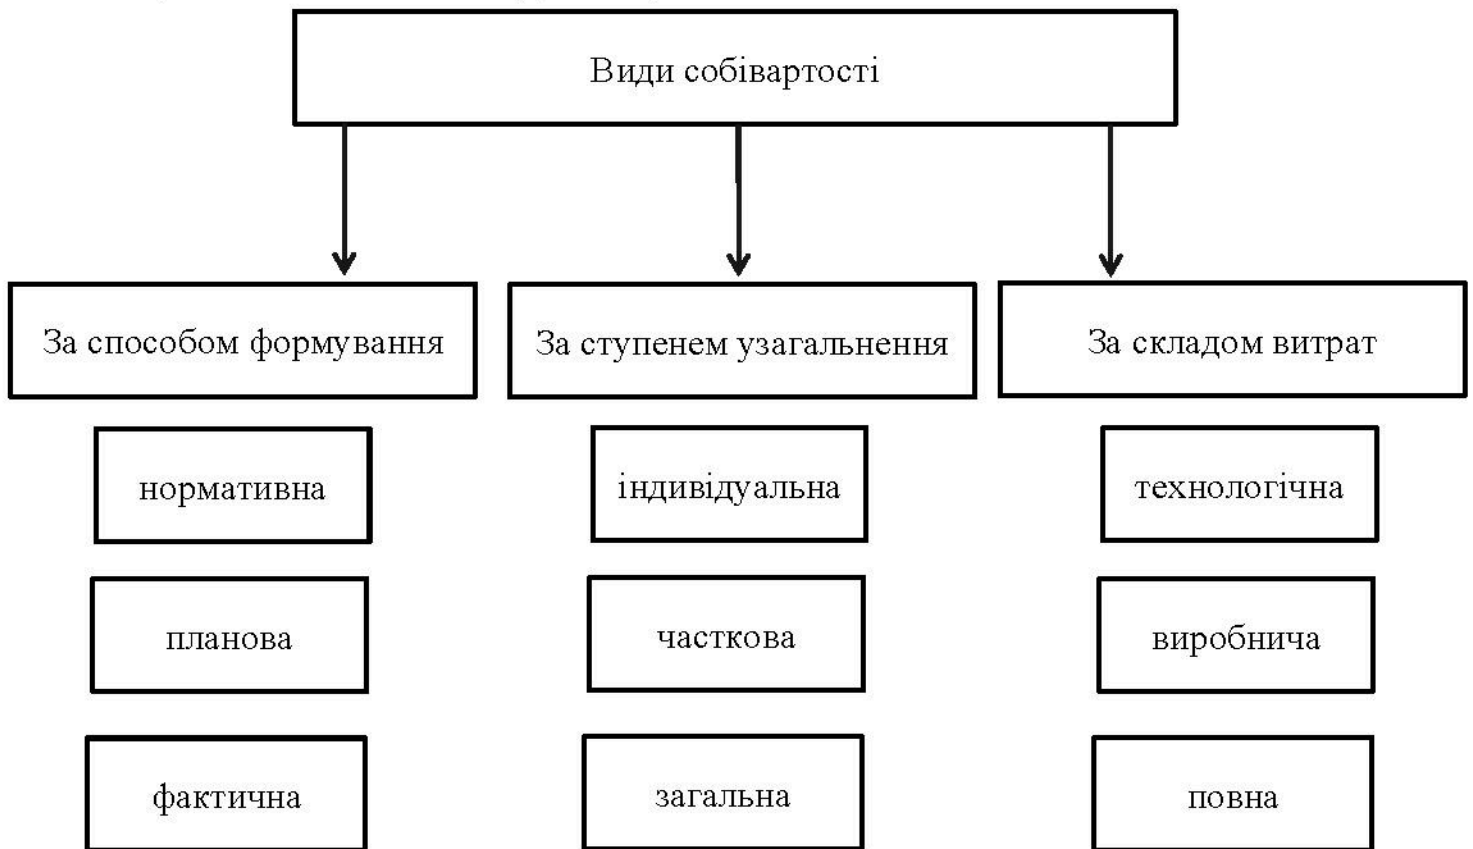 Види собівартості
За способом формування
За ступенем узагальнення
За складом витрат
нормативна
індивідуальна
технологічна
планова
часткова
виробнича
фактична
загальна
повна